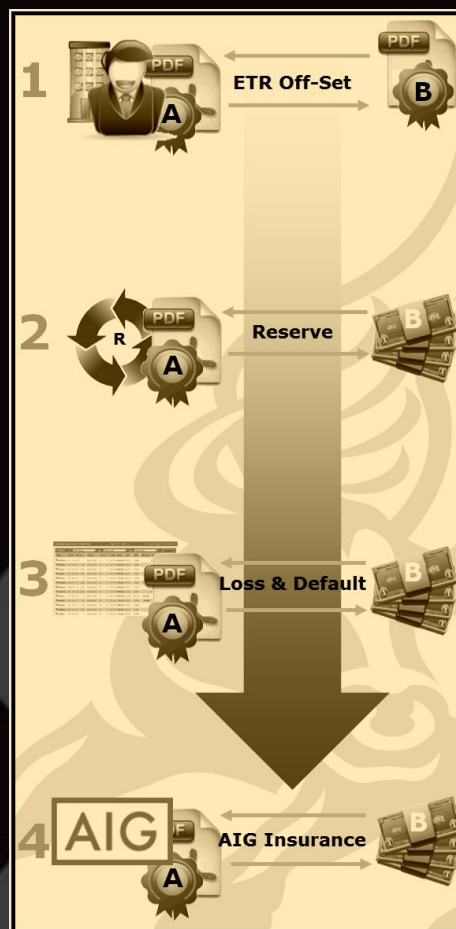 1
PDF
A
ETR Off-Set
PDF
B
2
R
PDF
A
Reserve
B
3
PDF
A
Loss & Default
B
4
AIG
A
AIG Insurance
B